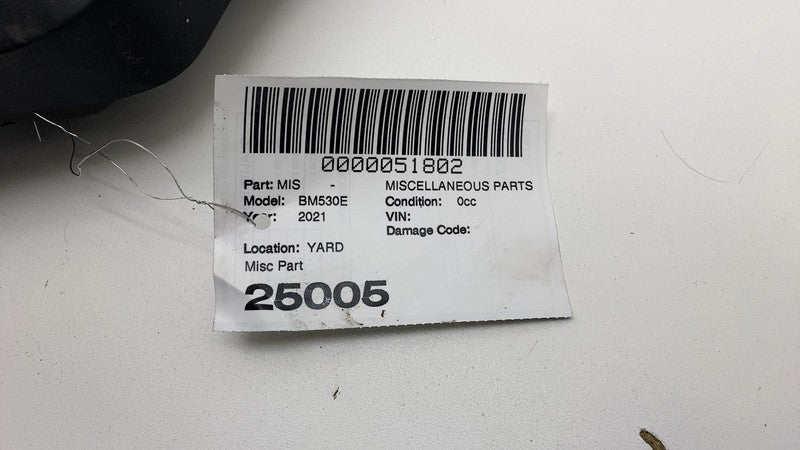 0000051802
Part: MIS - MISCELLANEOUS PARTS
Model: BM530E Condition: 0cc
Year: 2021 VIN:
Damage Code:
Location: YARD
Misc Part
25005